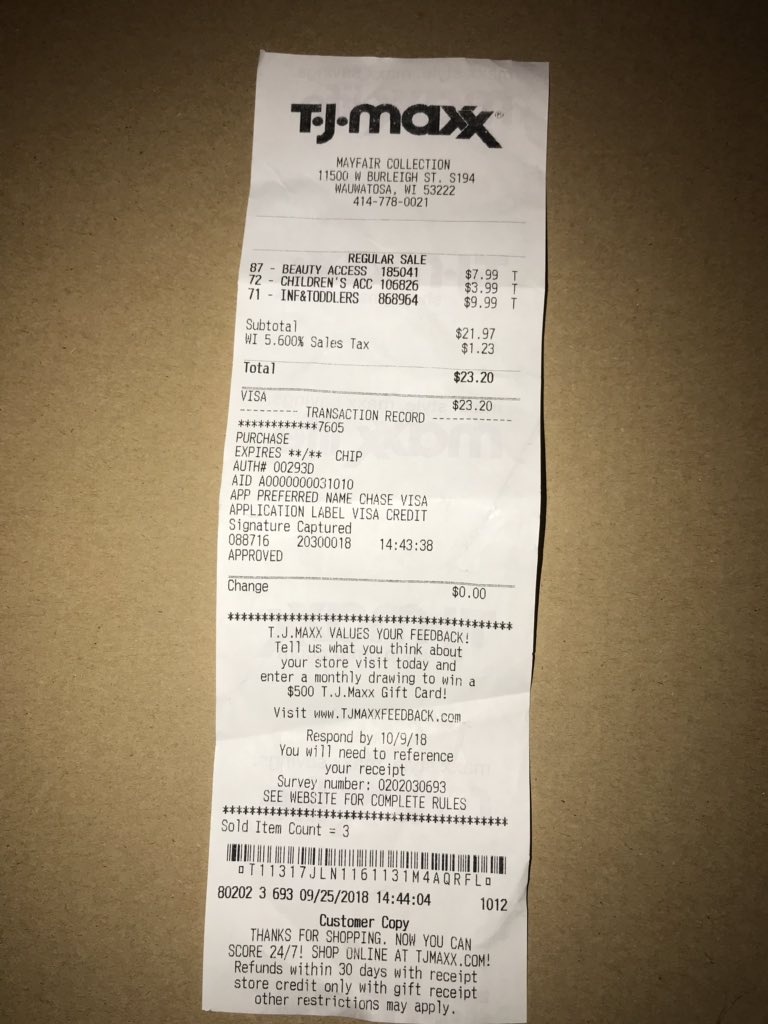 T·J·maxx®
MAYFAIR COLLECTION
11500 W BURLEIGH ST. S194
WAUWATOSA, WI 53222
414-778-0021
REGULAR SALE
87 - BEAUTY ACCESS 185041 $7.99 T
72 - CHILDREN'S ACC 106826 $3.99 T
71 - INF&TODDLERS 868964 $9.99 T
Subtotal $21.97
WI 5.600% Sales Tax $1.23
Total $23.20
VISA $23.20
---------- TRANSACTION RECORD ------------
************7605
PURCHASE
EXPIRES **/** CHIP
AUTH# 00293D
AID A0000000031010
APP PREFERRED NAME CHASE VISA
APPLICATION LABEL VISA CREDIT
Signature Captured
088716 20300018 14:43:38
APPROVED
Change $0.00
******************************************
T.J.MAXX VALUES YOUR FEEDBACK!
Tell us what you think about
your store visit today and
enter a monthly drawing to win a
$500 T.J.Maxx Gift Card!
Visit www.TJMAXXFEEDBACK.com
Respond by 10/9/18
You will need to reference
your receipt
Survey number: 0202030693
SEE WEBSITE FOR COMPLETE RULES
******************************************
Sold Item Count = 3
¤T11317JLN1161131M4AQRFL¤
80202 3 693 09/25/2018 14:44:04 1012
Customer Copy
THANKS FOR SHOPPING. NOW YOU CAN
SCORE 24/7! SHOP ONLINE AT TJMAXX.COM!
Refunds within 30 days with receipt
store credit only with gift receipt
other restrictions may apply.